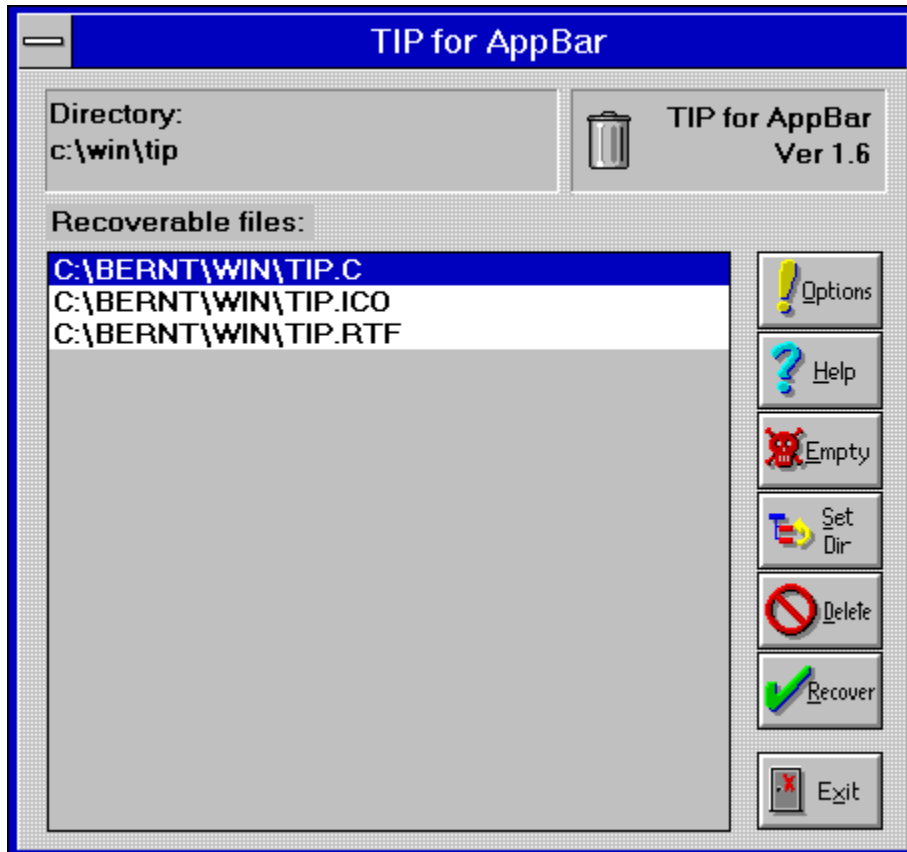 TIP for AppBar
Directory:
c:\win\tip
TIP for AppBar
Ver 1.6
Recoverable files:
C:\BERNT\WIN\TIP.C
C:\BERNT\WIN\TIP.ICO
C:\BERNT\WIN\TIP.RTF
Options
Help
Empty
Set
Dir
Delete
Recover
Exit